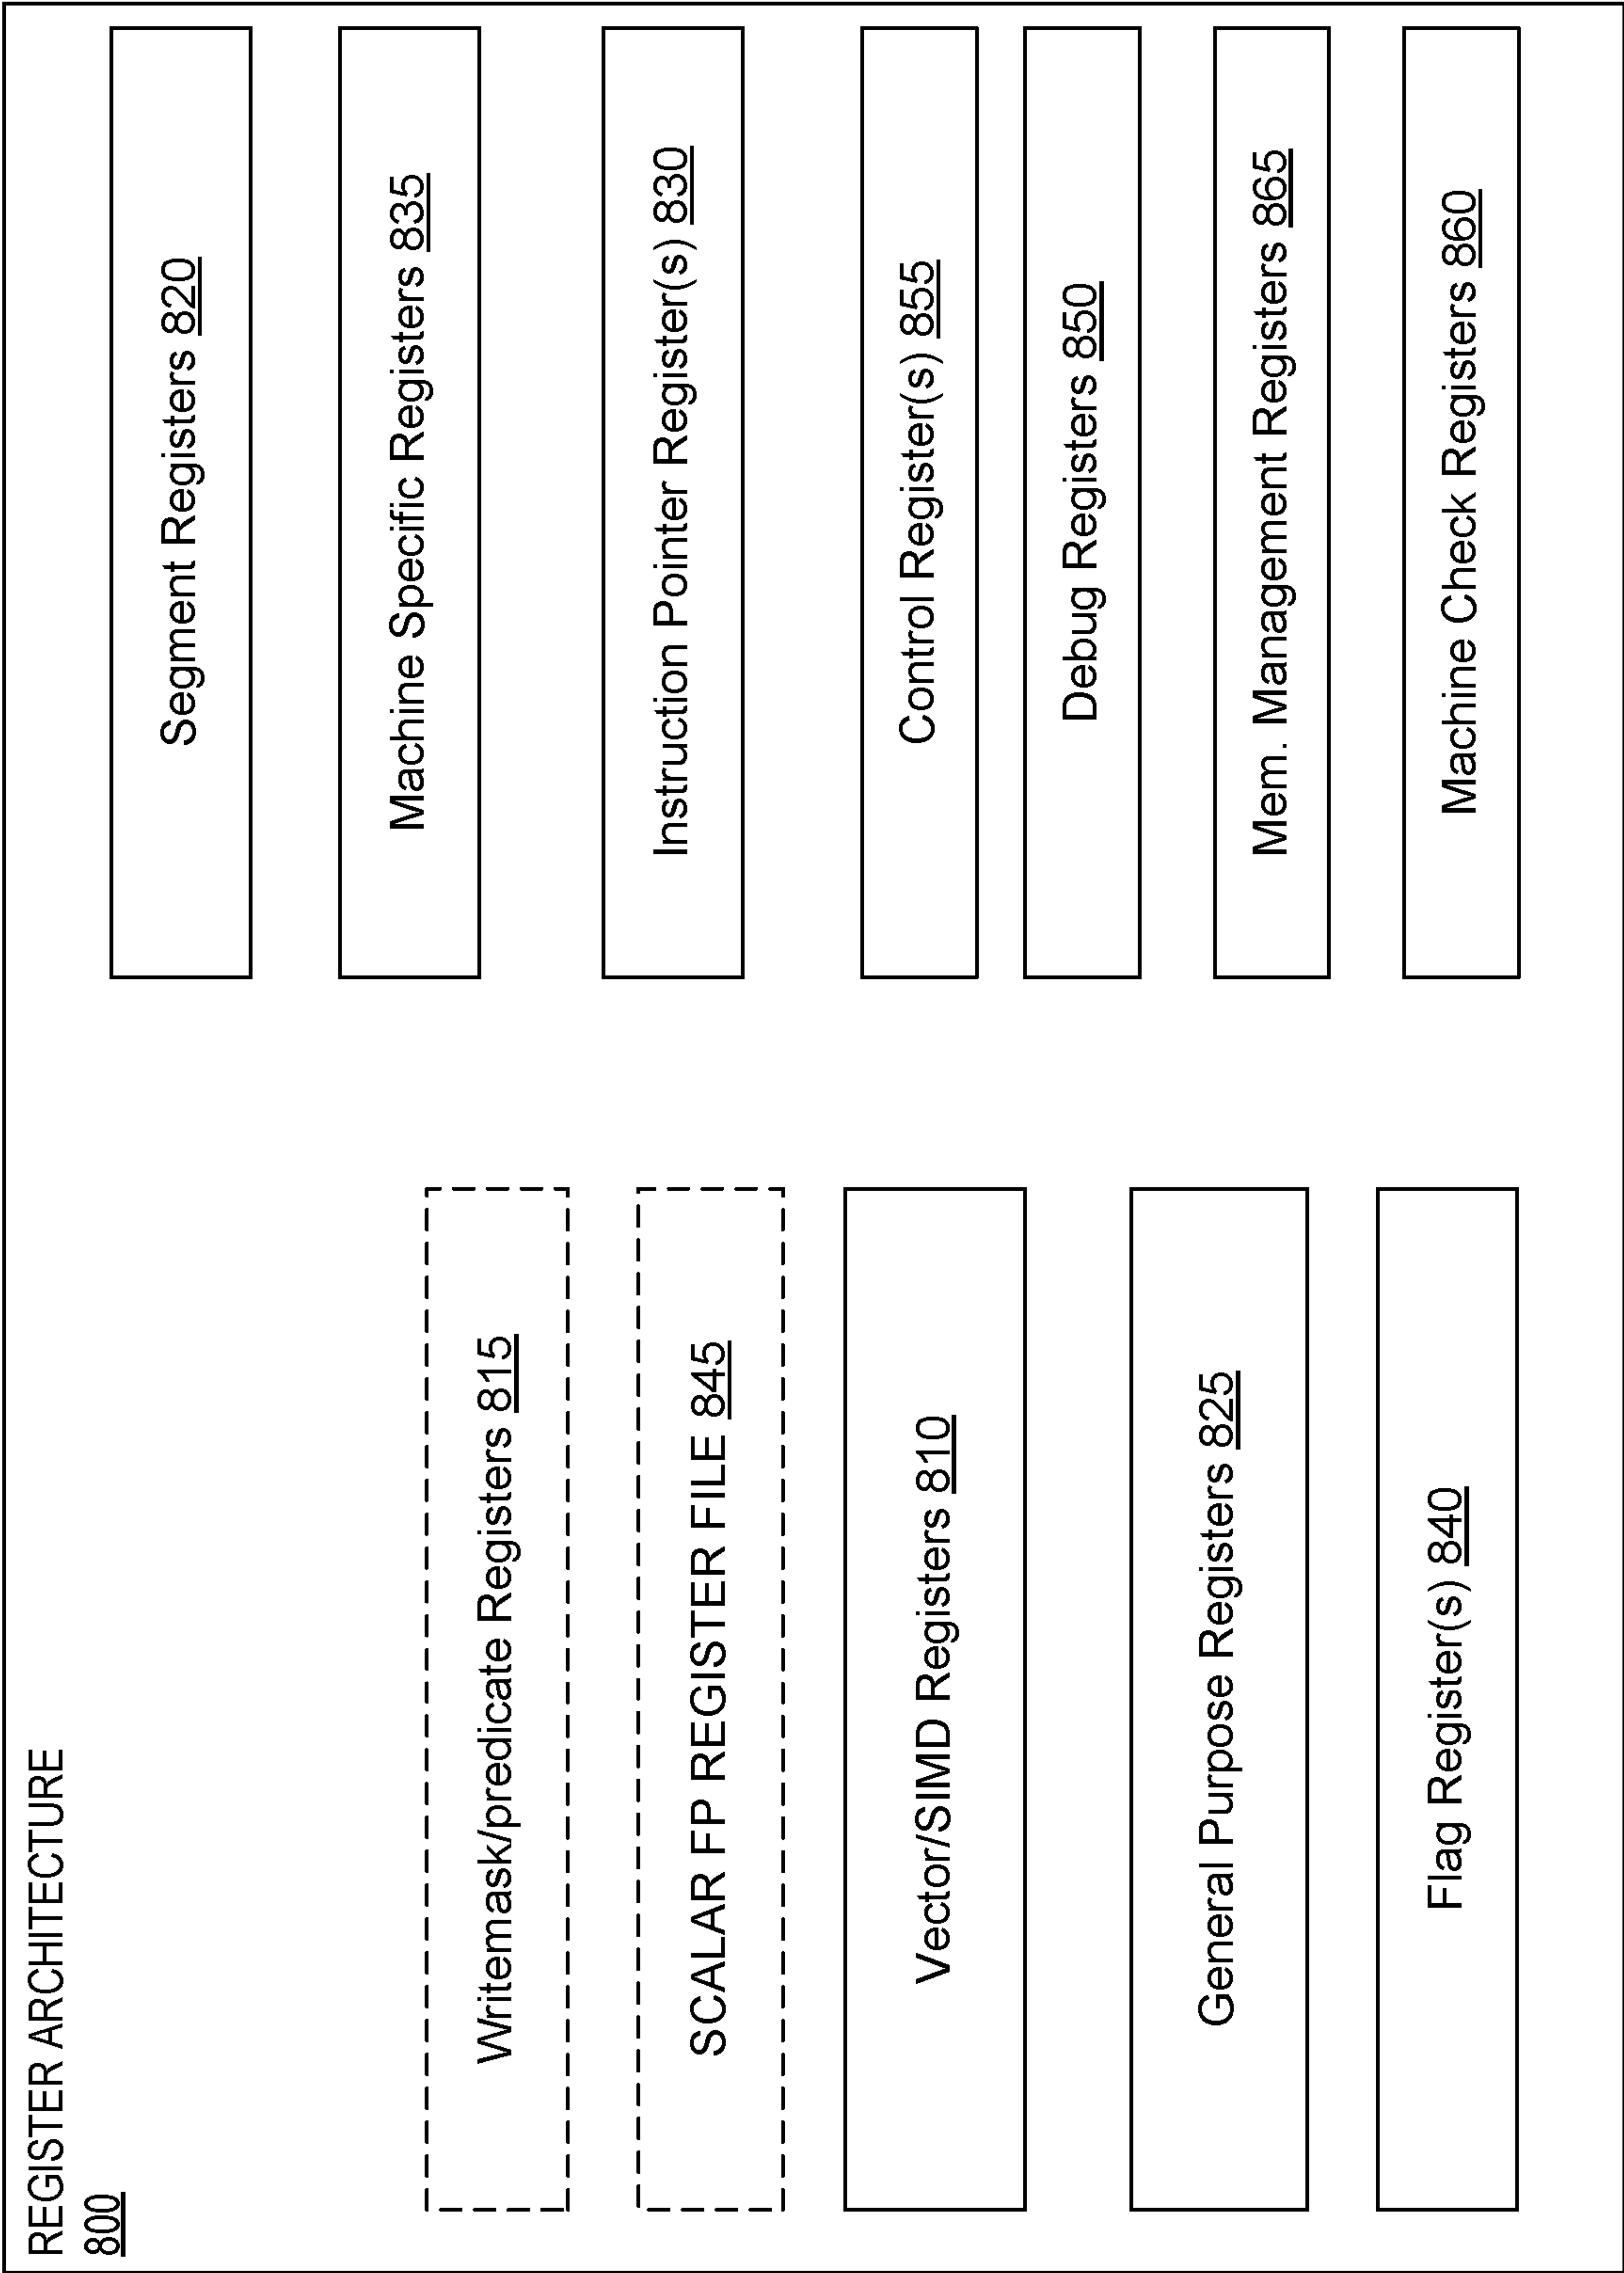 REGISTER ARCHITECTURE
800
Writemask/predicate Registers 815
SCALAR FP REGISTER FILE 845
Vector/SIMD Registers 810
General Purpose Registers 825
Flag Register(s) 840
Segment Registers 820
Machine Specific Registers 835
Instruction Pointer Register(s) 830
Control Register(s) 855
Debug Registers 850
Mem. Management Registers 865
Machine Check Registers 860